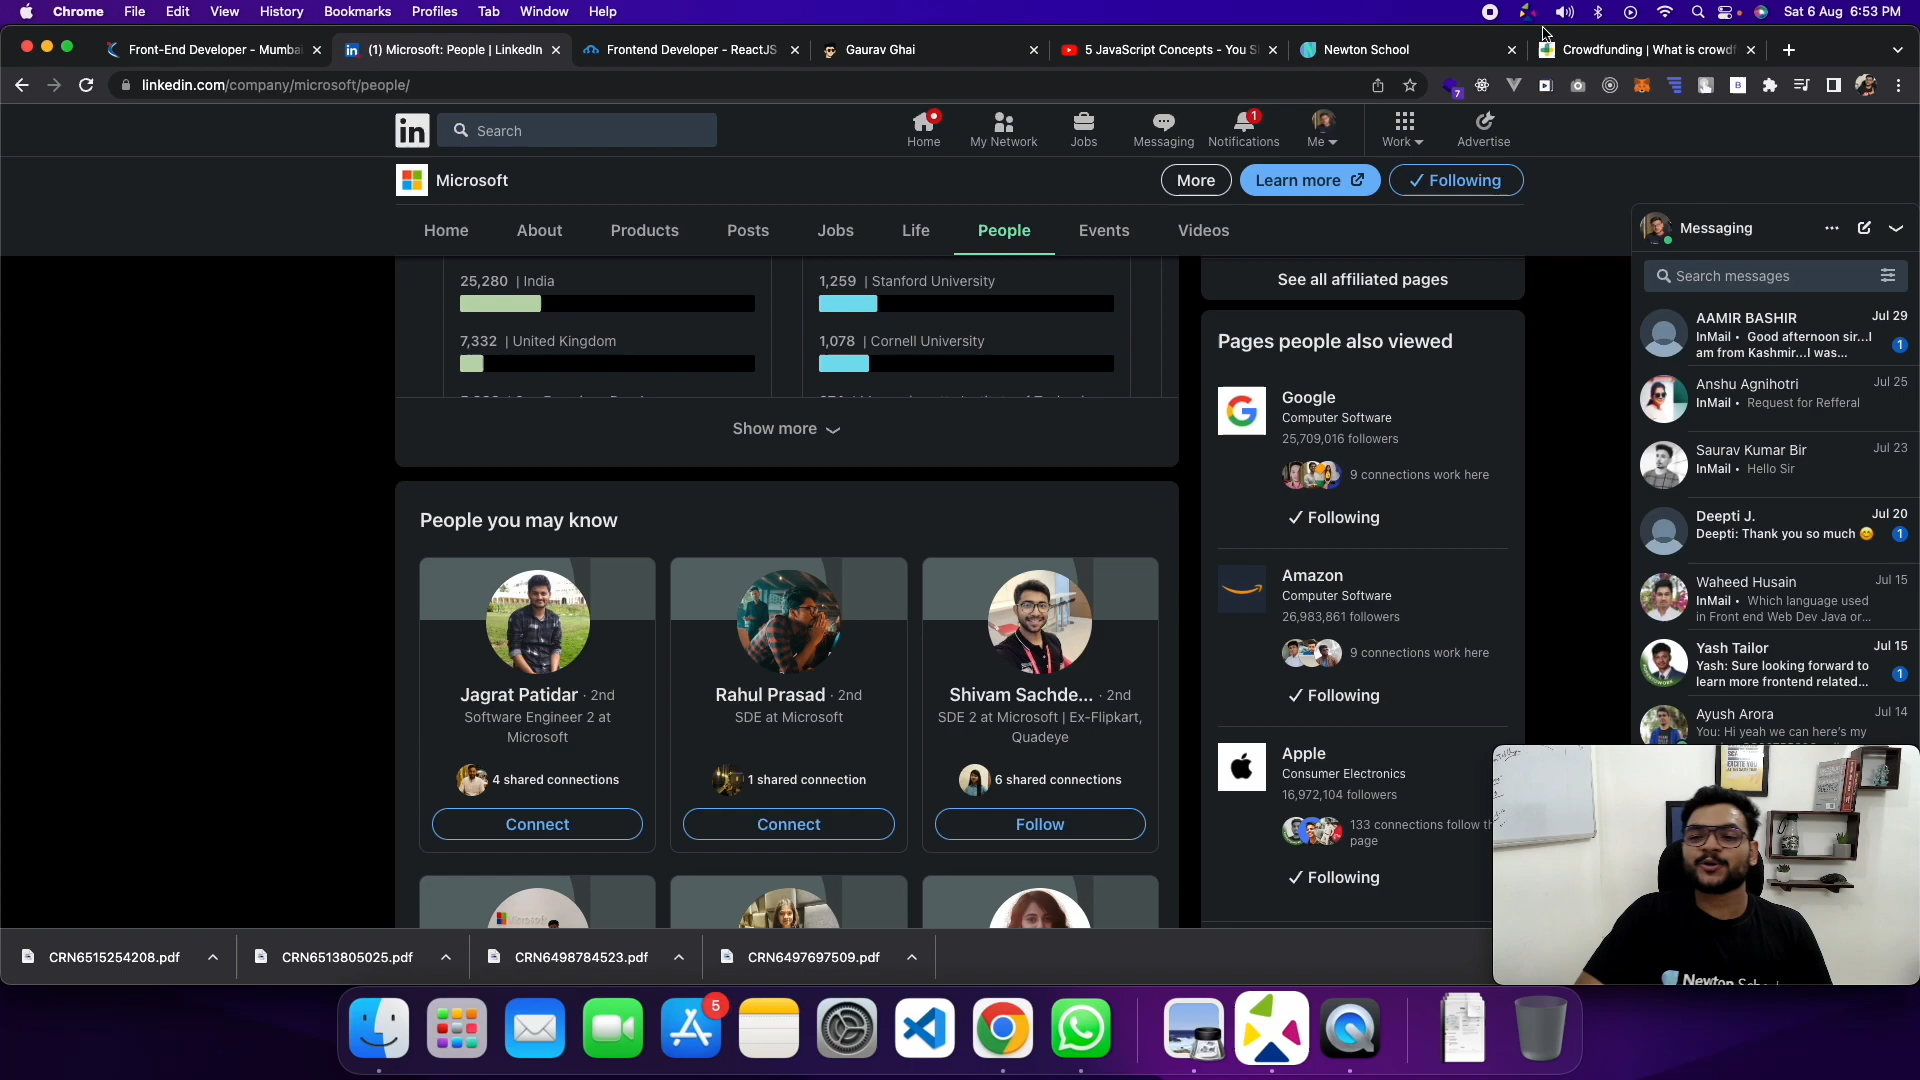 Chrome File Edit View History Bookmarks Profiles Tab Window Help Sat 6 Aug 6:53 PM
Front-End Developer - Mumbai
(1) Microsoft: People | LinkedIn
Frontend Developer - ReactJS
Gaurav Ghai
5 JavaScript Concepts - You S
Newton School
Crowdfunding | What is crowdf
linkedin.com/company/microsoft/people/
7
in
Search
Home
My Network
Jobs
Messaging
1
Notifications
Me
Work
Advertise
Microsoft
More
Learn more
✓ Following
Home About Products Posts Jobs Life People Events Videos
25,280 | India
7,332 | United Kingdom
1,259 | Stanford University
1,078 | Cornell University
Show more
People you may know
Jagrat Patidar · 2nd
Software Engineer 2 at
Microsoft
4 shared connections
Connect
Rahul Prasad · 2nd
SDE at Microsoft
1 shared connection
Connect
Shivam Sachde... · 2nd
SDE 2 at Microsoft | Ex-Flipkart,
Quadeye
6 shared connections
Follow
See all affiliated pages
Pages people also viewed
Google
Computer Software
25,709,016 followers
9 connections work here
✓ Following
Amazon
Computer Software
26,983,861 followers
9 connections work here
✓ Following
Apple
Consumer Electronics
16,972,104 followers
133 connections follow th
page
✓ Following
Messaging
Search messages
AAMIR BASHIR Jul 29
InMail • Good afternoon sir...I
am from Kashmir...I was... 1
Anshu Agnihotri Jul 25
InMail • Request for Refferal
Saurav Kumar Bir Jul 23
InMail • Hello Sir
Deepti J. Jul 20
Deepti: Thank you so much 😊 1
Waheed Husain Jul 15
InMail • Which language used
in Front end Web Dev Java or...
Yash Tailor Jul 15
Yash: Sure looking forward to
learn more frontend related... 1
Ayush Arora Jul 14
You: Hi yeah we can here's my
Newton School
CRN6515254208.pdf
CRN6513805025.pdf
CRN6498784523.pdf
CRN6497697509.pdf
5